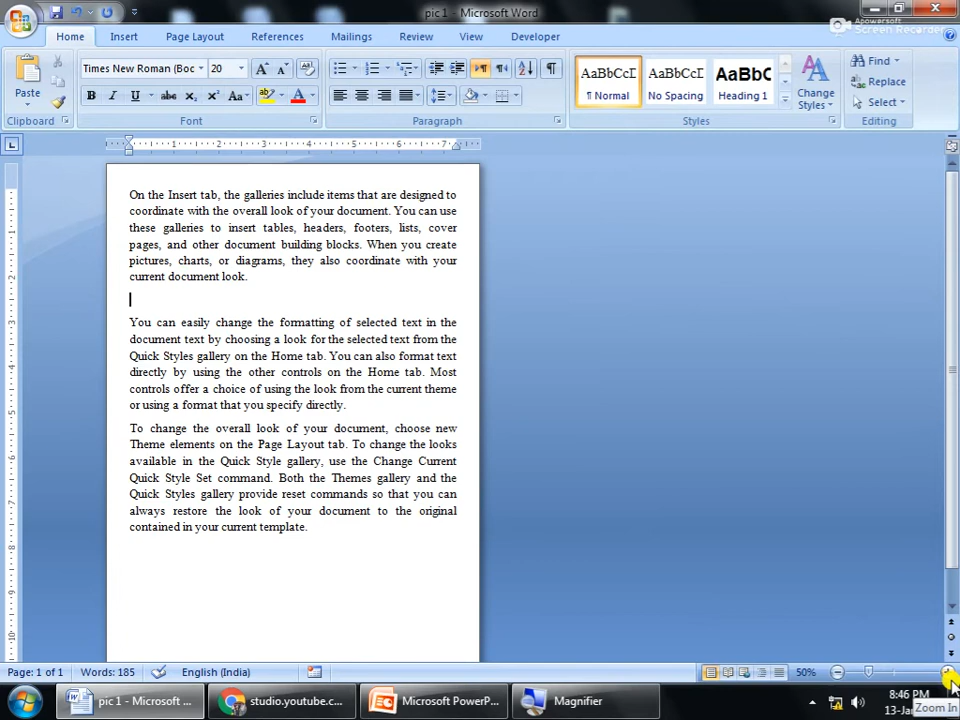 pic 1 - Microsoft Word
Apowersoft
Screen Recorder
Home Insert Page Layout References Mailings Review View Developer
Paste
Clipboard
Times New Roman (Boc 20
Font
Paragraph
AaBbCcI AaBbCcI AaBbC
¶ Normal No Spacing Heading 1
Change Styles
Styles
Find
Replace
Select
Editing
1 2 3 4 5 6 7
On the Insert tab, the galleries include items that are designed to
coordinate with the overall look of your document. You can use
these galleries to insert tables, headers, footers, lists, cover
pages, and other document building blocks. When you create
pictures, charts, or diagrams, they also coordinate with your
current document look.
You can easily change the formatting of selected text in the
document text by choosing a look for the selected text from the
Quick Styles gallery on the Home tab. You can also format text
directly by using the other controls on the Home tab. Most
controls offer a choice of using the look from the current theme
or using a format that you specify directly.
To change the overall look of your document, choose new
Theme elements on the Page Layout tab. To change the looks
available in the Quick Style gallery, use the Change Current
Quick Style Set command. Both the Themes gallery and the
Quick Styles gallery provide reset commands so that you can
always restore the look of your document to the original
contained in your current template.
Page: 1 of 1 Words: 185 English (India) 50%
pic 1 - Microsoft ... studio.youtube.c... Microsoft PowerP... Magnifier
8:46 PM
Zoom In